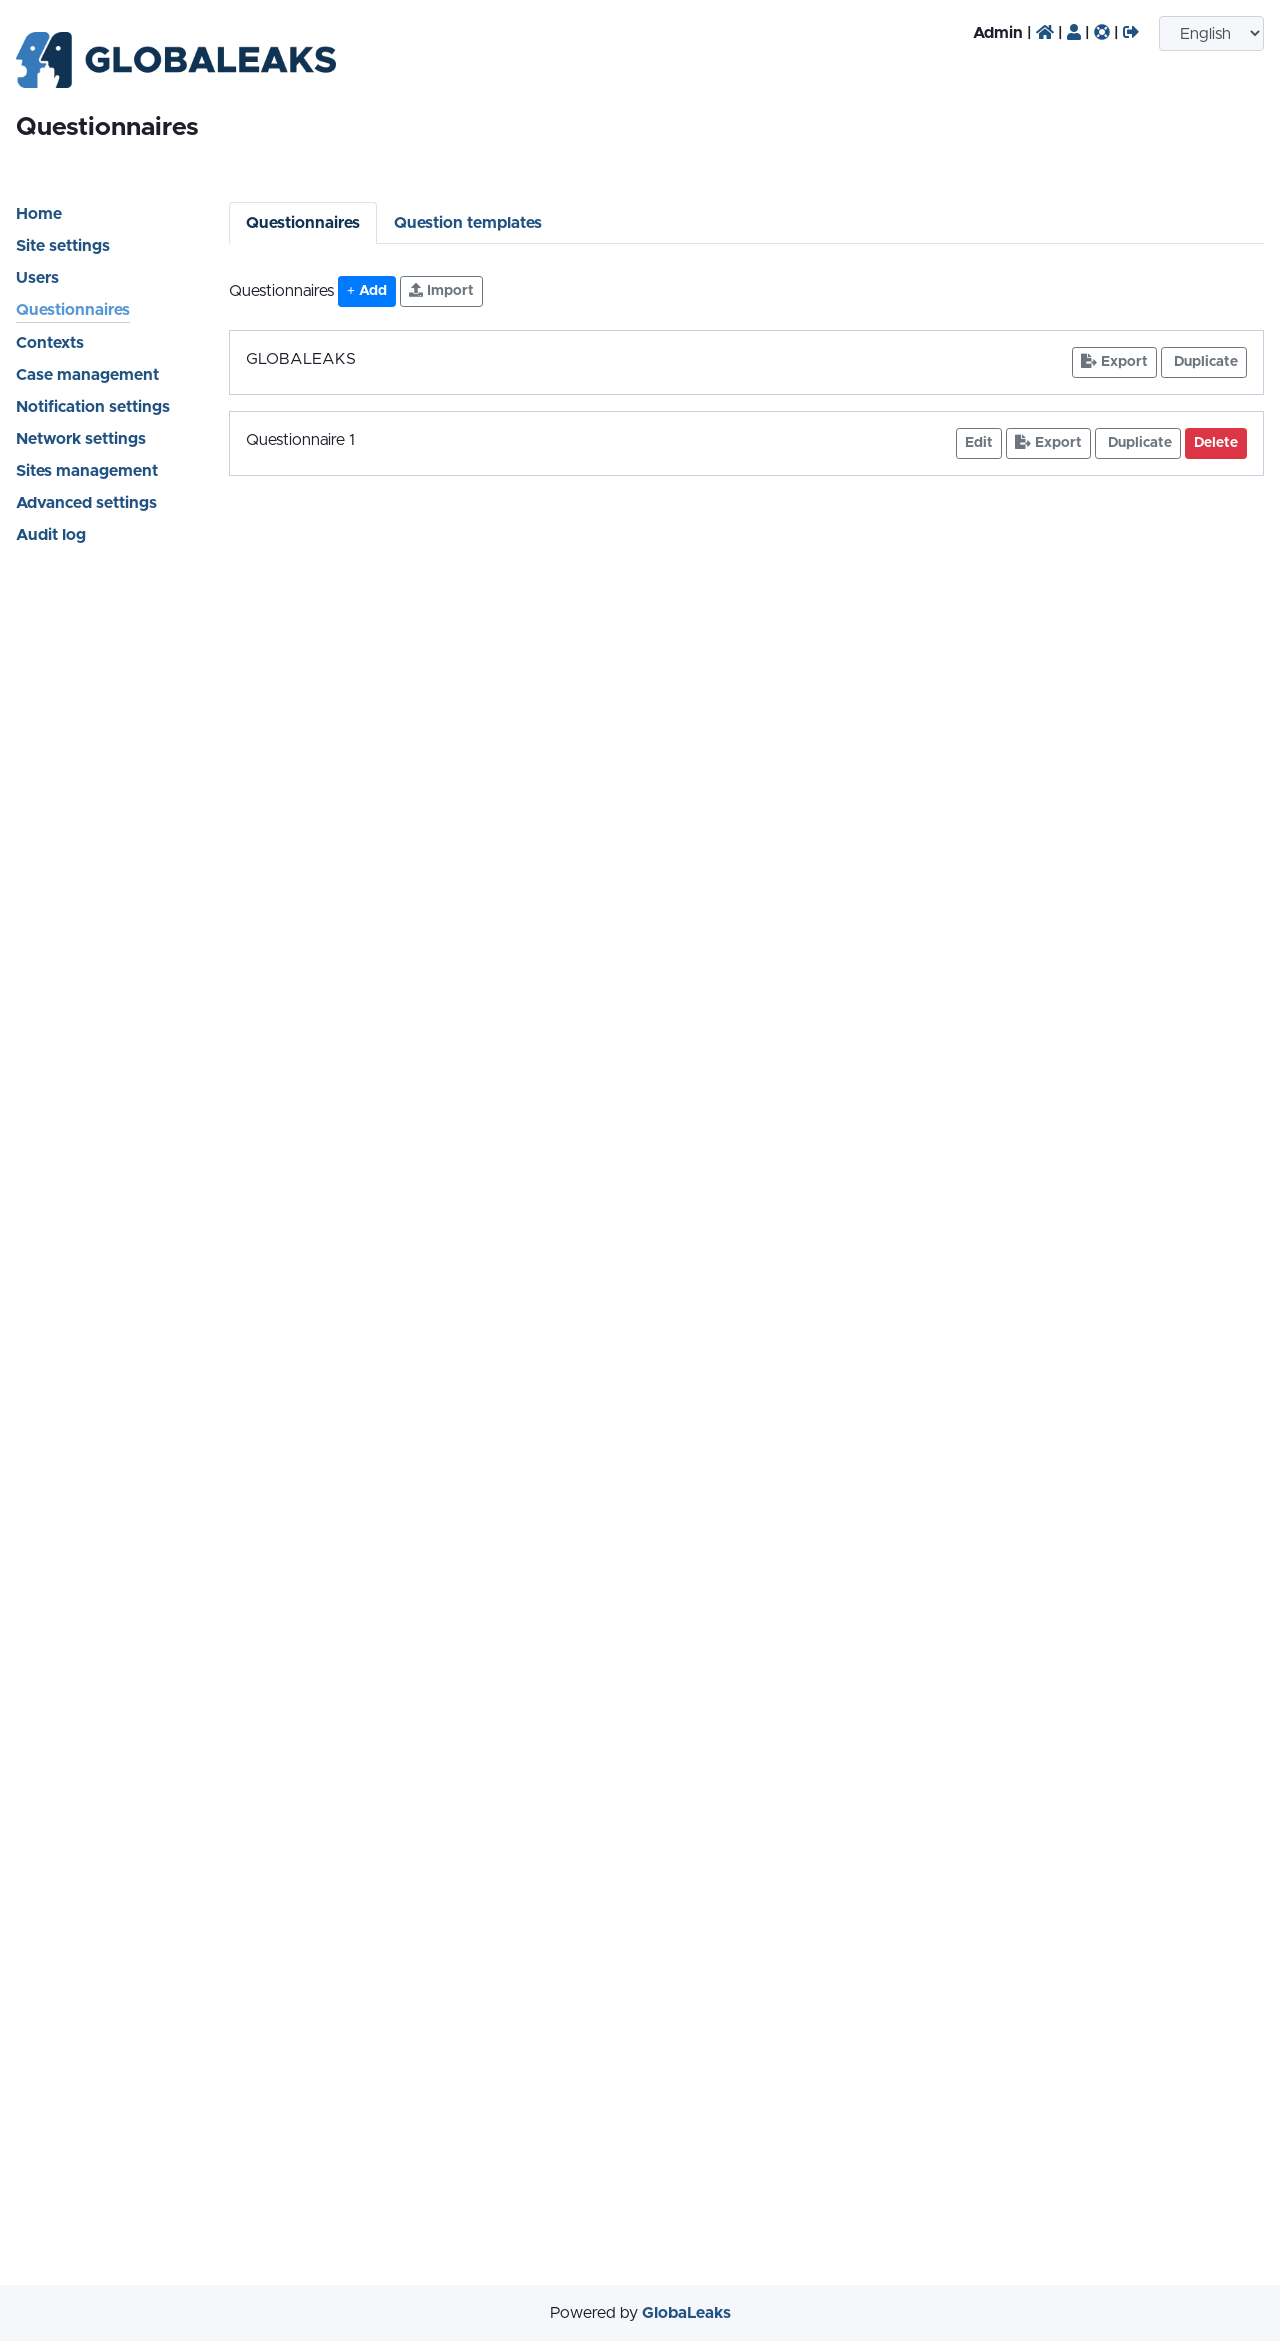 GLOBALEAKS
Admin | | | |
English
Questionnaires
Home
Site settings
Users
Questionnaires
Contexts
Case management
Notification settings
Network settings
Sites management
Advanced settings
Audit log
Questionnaires
Question templates
Questionnaires + Add Import
GLOBALEAKS Export Duplicate
Questionnaire 1 Edit Export Duplicate Delete
Powered by GlobaLeaks